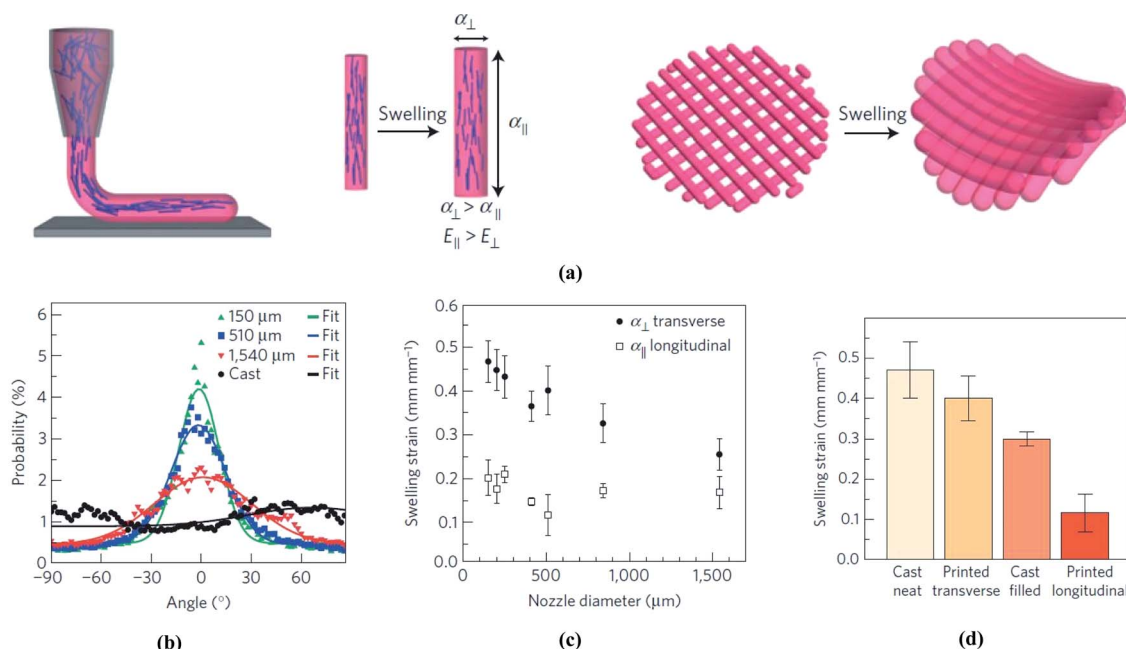 α⊥
Swelling
α∥
α⊥ > α∥
E∥ > E⊥
Swelling
(a)
6
5
4
3
2
1
0
Probability (%)
150 μm Fit
510 μm Fit
1,540 μm Fit
Cast Fit
−90 −60 −30 0 30 60
Angle (°)
(b)
0.6
0.5
0.4
0.3
0.2
0.1
0.0
Swelling strain (mm mm⁻¹)
α⊥ transverse
α∥ longitudinal
0 500 1,000 1,500
Nozzle diameter (μm)
(c)
0.5
0.4
0.3
0.2
0.1
0.0
Swelling strain (mm mm⁻¹)
Cast Printed Cast Printed
neat transverse filled longitudinal
(d)